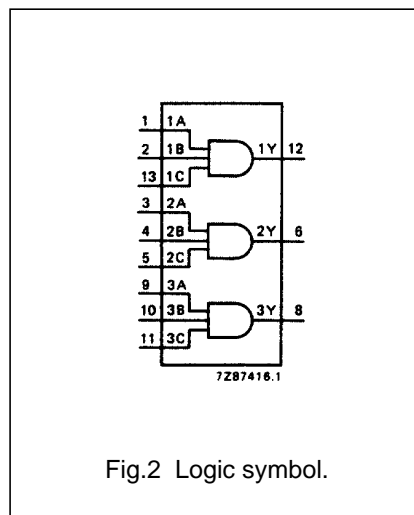 1 1A
2 1B 1Y 12
13 1C
3 2A
4 2B 2Y 6
5 2C
9 3A
10 3B 3Y 8
11 3C
7Z87416.1
Fig.2 Logic symbol.